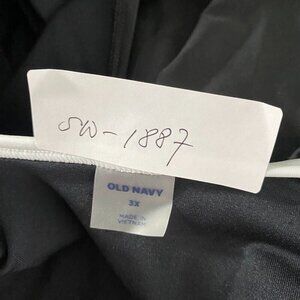 SW-1887
OLD NAVY
3X
MADE IN
VIETNAM